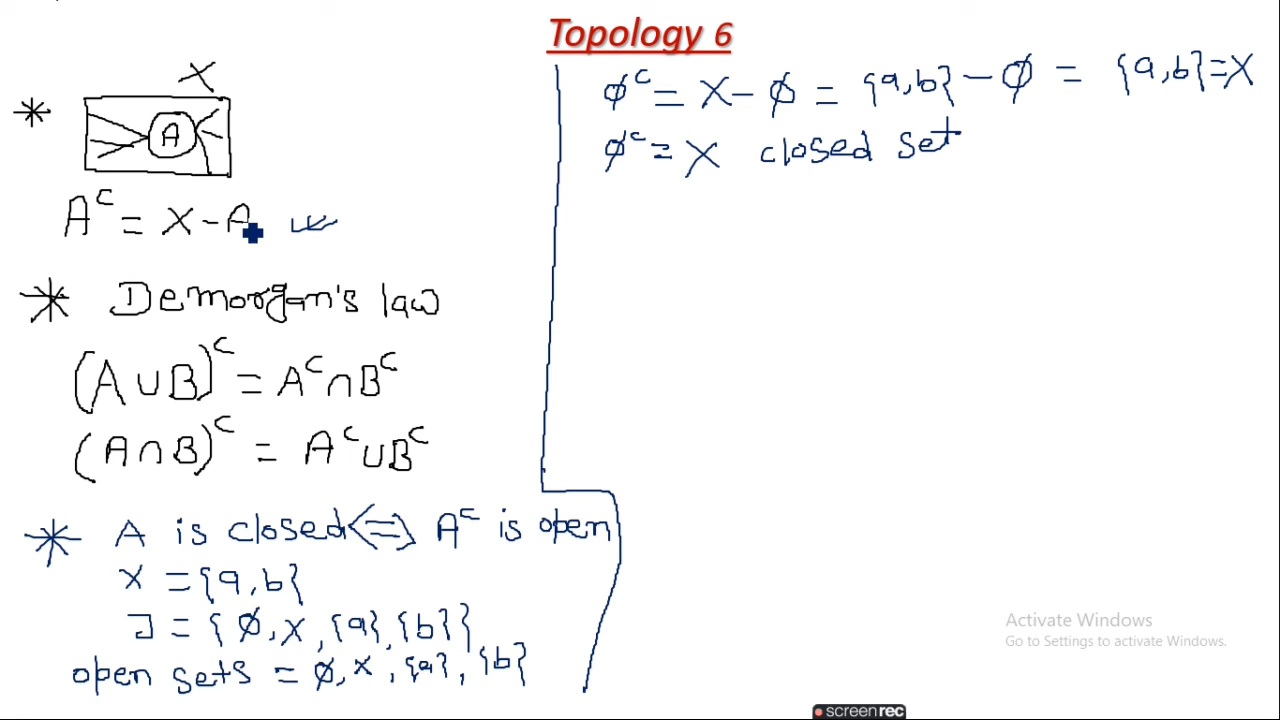 Topology 6
X
* A
A^c = X - A
* Demorgan's law
(A∪B)^c = A^c∩B^c
(A∩B)^c = A^c∪B^c
* A is closed <=> A^c is open
X = {a,b}
J = {∅, X, {a}, {b}}
open sets = ∅, X, {a}, {b}
∅^c = X - ∅ = {a,b} - ∅ = {a,b} = X
∅^c = X closed set
Activate Windows
Go to Settings to activate Windows.
screenrec